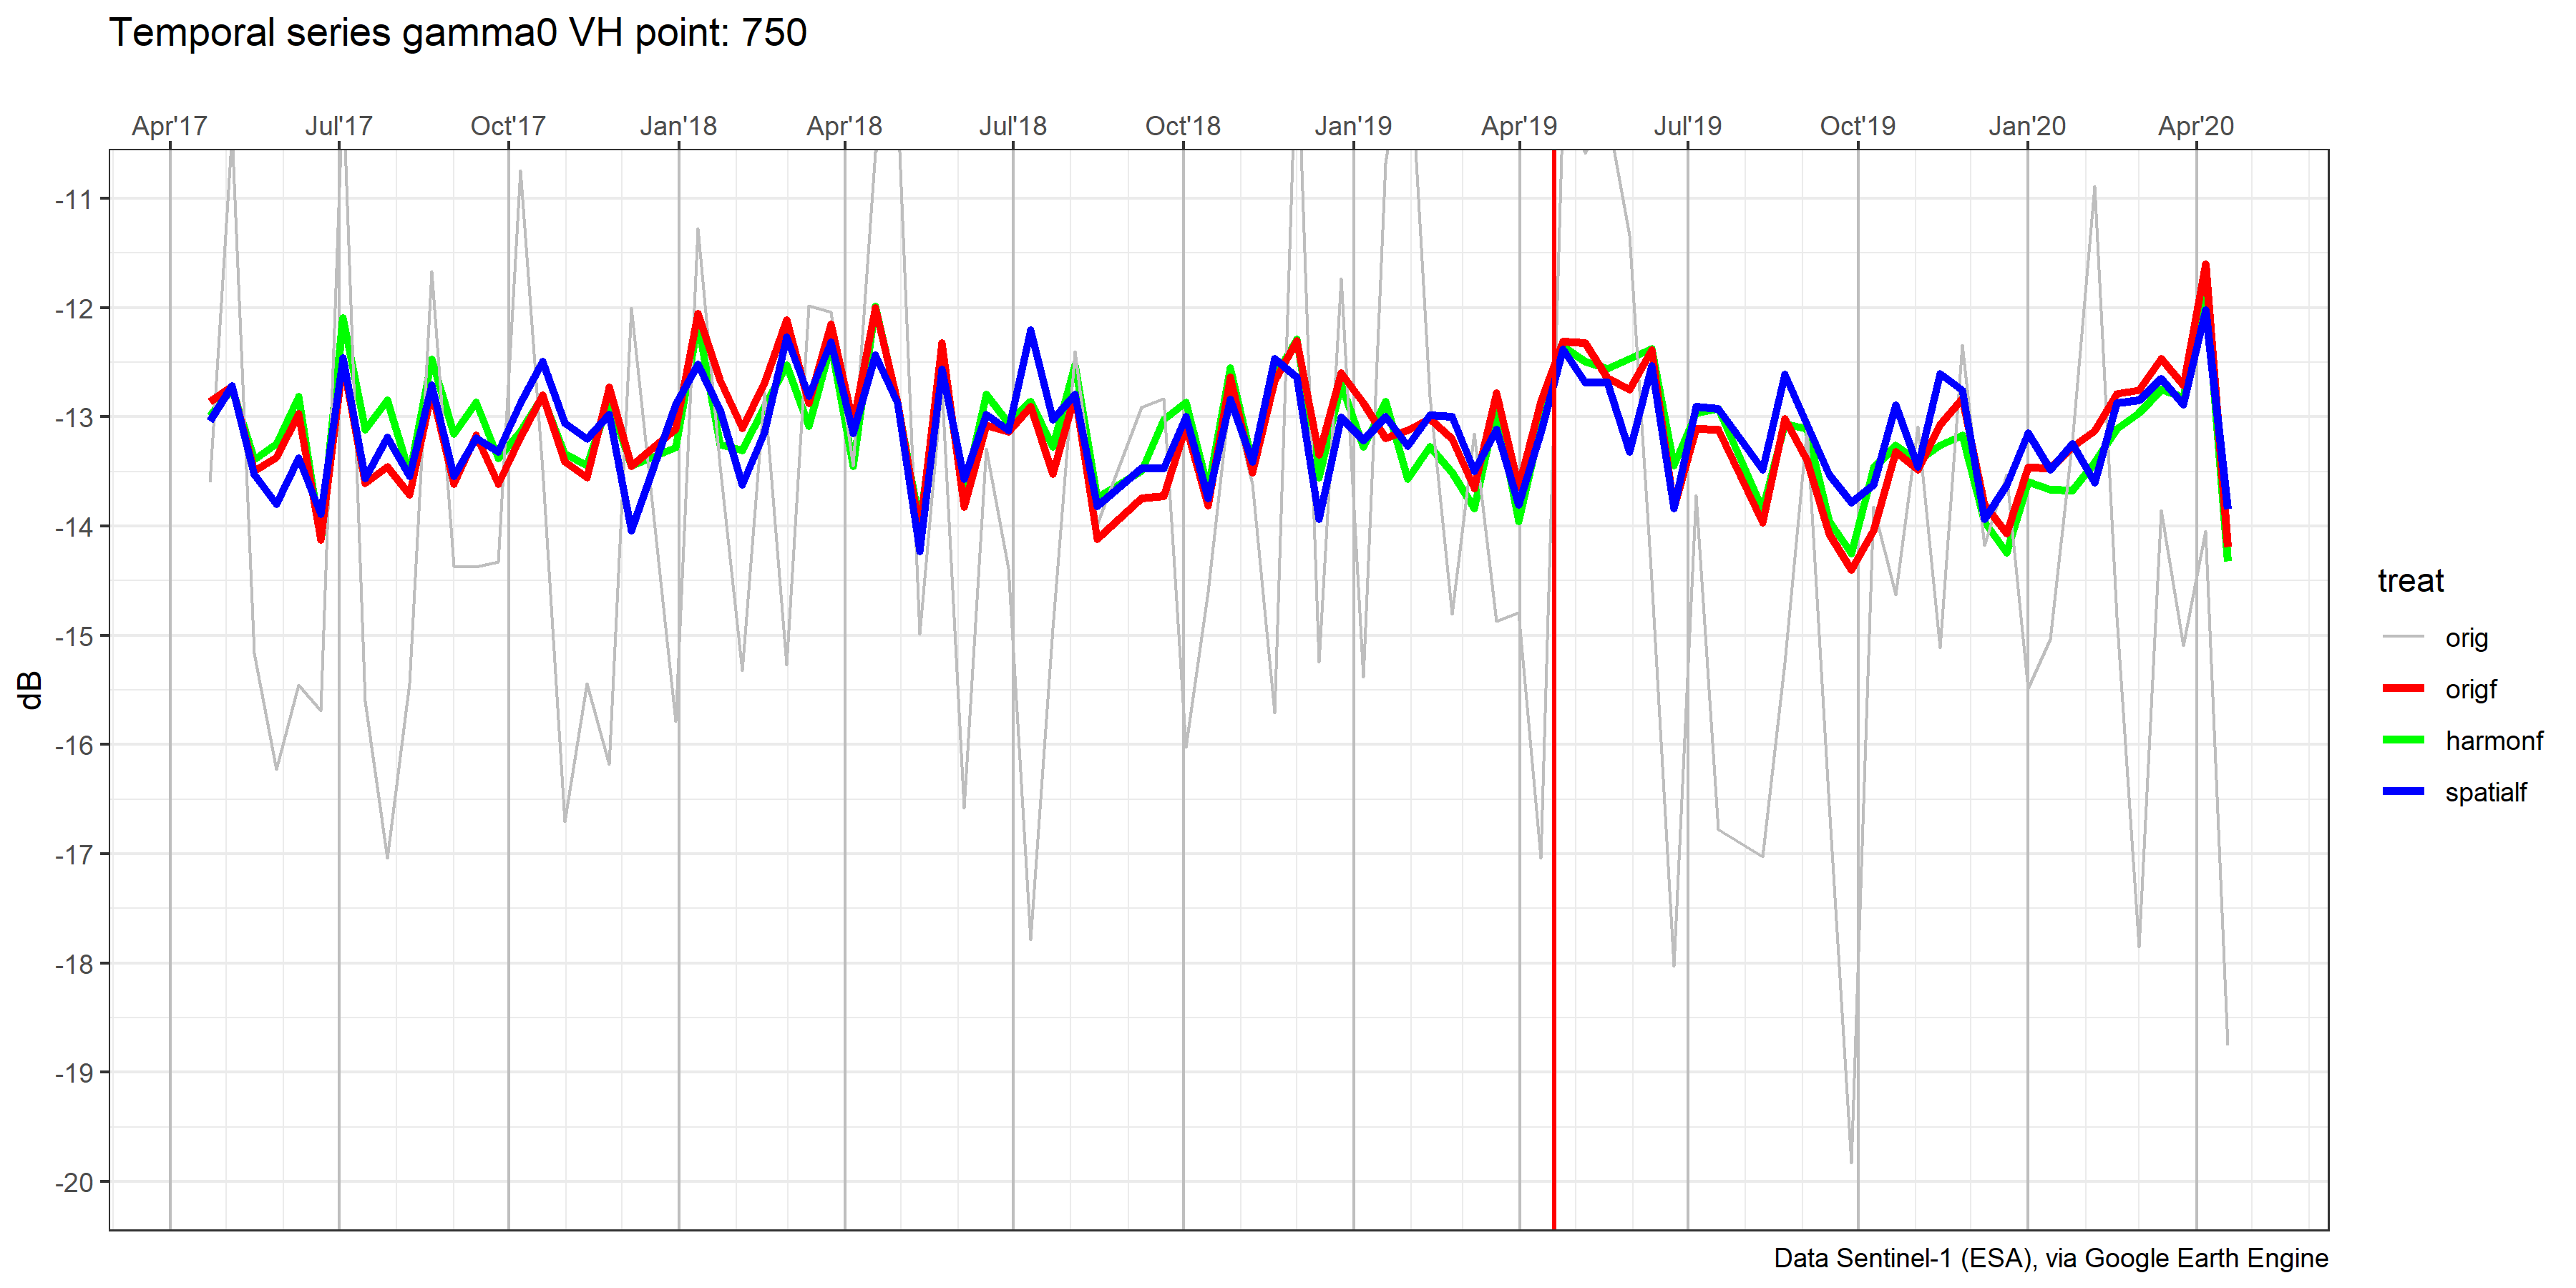 Temporal series gamma0 VH point: 750
Apr'17 Jul'17 Oct'17 Jan'18 Apr'18 Jul'18 Oct'18 Jan'19 Apr'19 Jul'19 Oct'19 Jan'20 Apr'20
-11
-12
-13
-14
-15
-16
-17
-18
-19
-20
dB
treat
orig
origf
harmonf
spatialf
Data Sentinel-1 (ESA), via Google Earth Engine